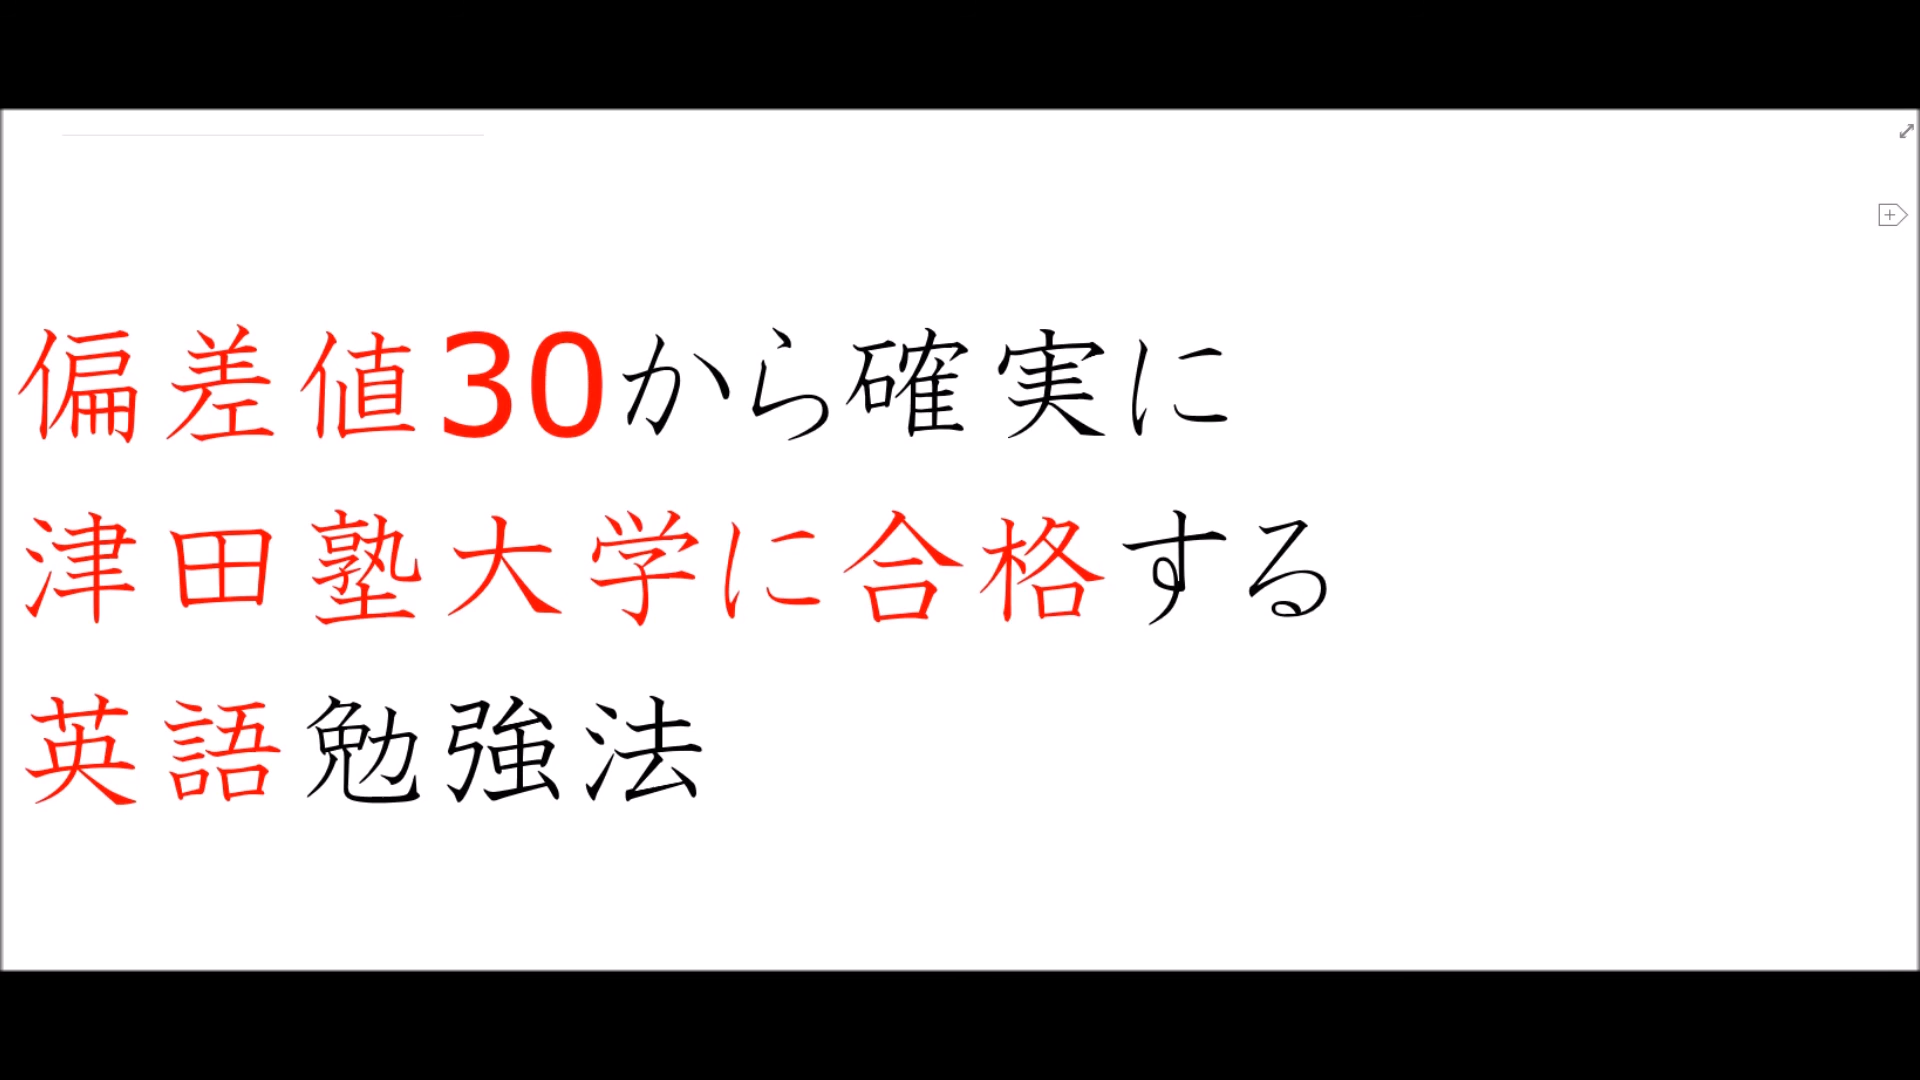 偏差値30から確実に
津田塾大学に合格する
英語勉強法